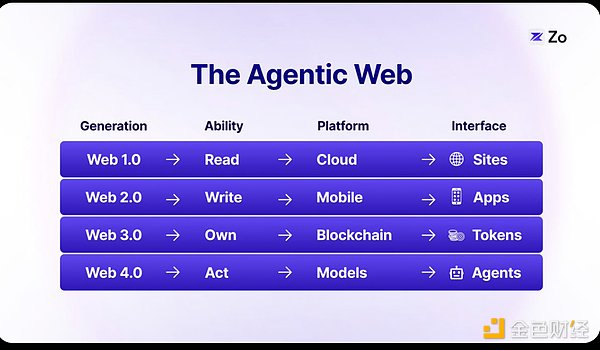 Zo
The Agentic Web
Generation Ability Platform Interface
Web 1.0 → Read → Cloud → Sites
Web 2.0 → Write → Mobile → Apps
Web 3.0 → Own → Blockchain → Tokens
Web 4.0 → Act → Models → Agents
金色财经